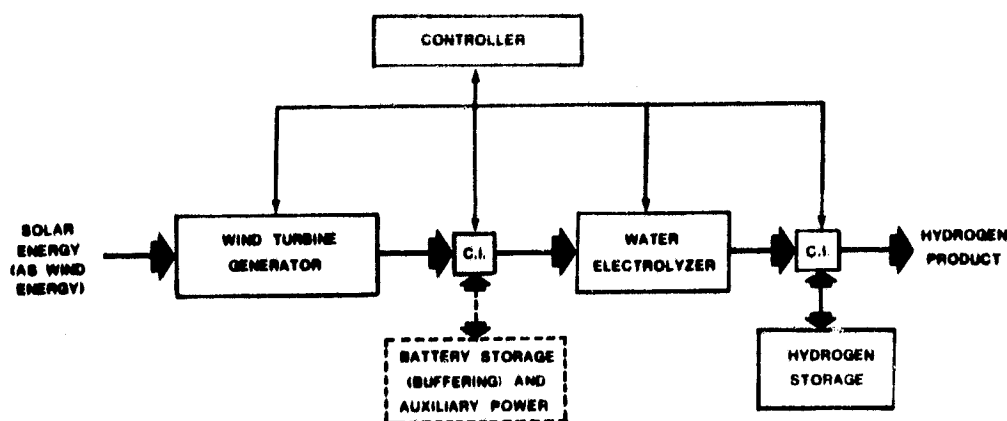 CONTROLLER
SOLAR
ENERGY
(AS WIND
ENERGY)
WIND TURBINE
GENERATOR
C.I.
WATER
ELECTROLYZER
C.I.
HYDROGEN
PRODUCT
BATTERY STORAGE
(BUFFERING) AND
AUXILIARY POWER
HYDROGEN
STORAGE